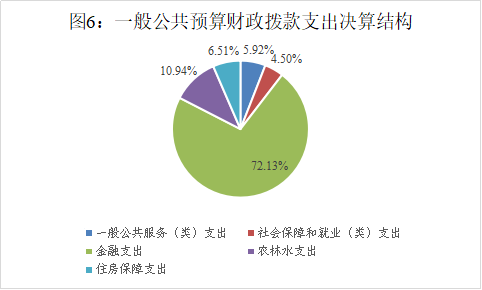 图6：一般公共预算财政拨款支出决算结构
6.51% 5.92%
4.50%
10.94%
72.13%
一般公共服务（类）支出 社会保障和就业（类）支出
金融支出 农林水支出
住房保障支出